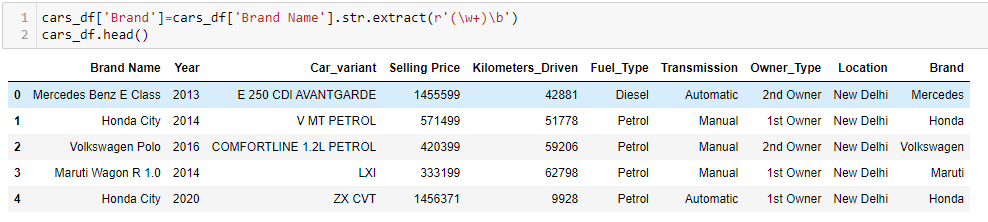 1 cars_df['Brand']=cars_df['Brand Name'].str.extract(r'(\w+)\b')
2 cars_df.head()
Brand Name Year Car_variant Selling Price Kilometers_Driven Fuel_Type Transmission Owner_Type Location Brand
0 Mercedes Benz E Class 2013 E 250 CDI AVANTGARDE 1455599 42881 Diesel Automatic 2nd Owner New Delhi Mercedes
1 Honda City 2014 V MT PETROL 571499 51778 Petrol Manual 1st Owner New Delhi Honda
2 Volkswagen Polo 2016 COMFORTLINE 1.2L PETROL 420399 59206 Petrol Manual 2nd Owner New Delhi Volkswagen
3 Maruti Wagon R 1.0 2014 LXI 333199 62798 Petrol Manual 1st Owner New Delhi Maruti
4 Honda City 2020 ZX CVT 1456371 9928 Petrol Automatic 1st Owner New Delhi Honda